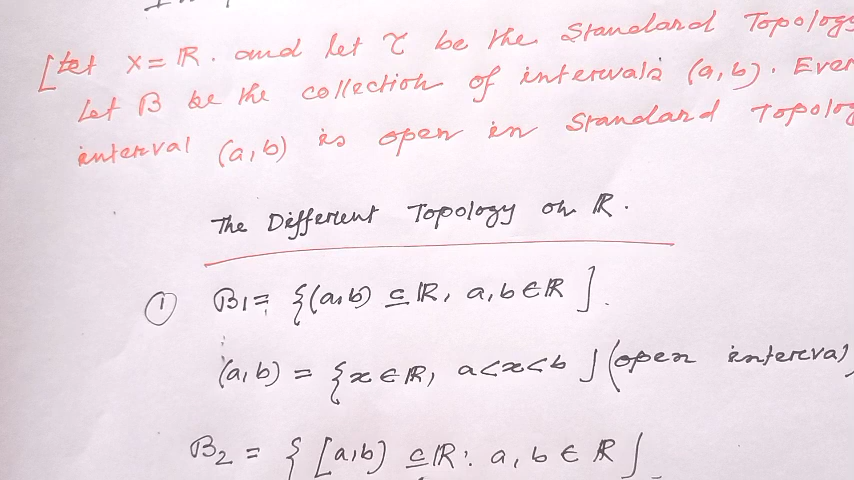 [Let X = ℝ. and let τ be the Standard Topology
Let B be the collection of intervals (a,b). Ever
interval (a,b) is open in Standard Topolog
The Different Topology on ℝ.
① B1 = {(a,b) ⊆ ℝ, a,b ∈ ℝ}.
(a,b) = {x ∈ ℝ, a<x<b} (open interval)
B2 = {[a,b) ⊆ ℝ: a, b ∈ ℝ}